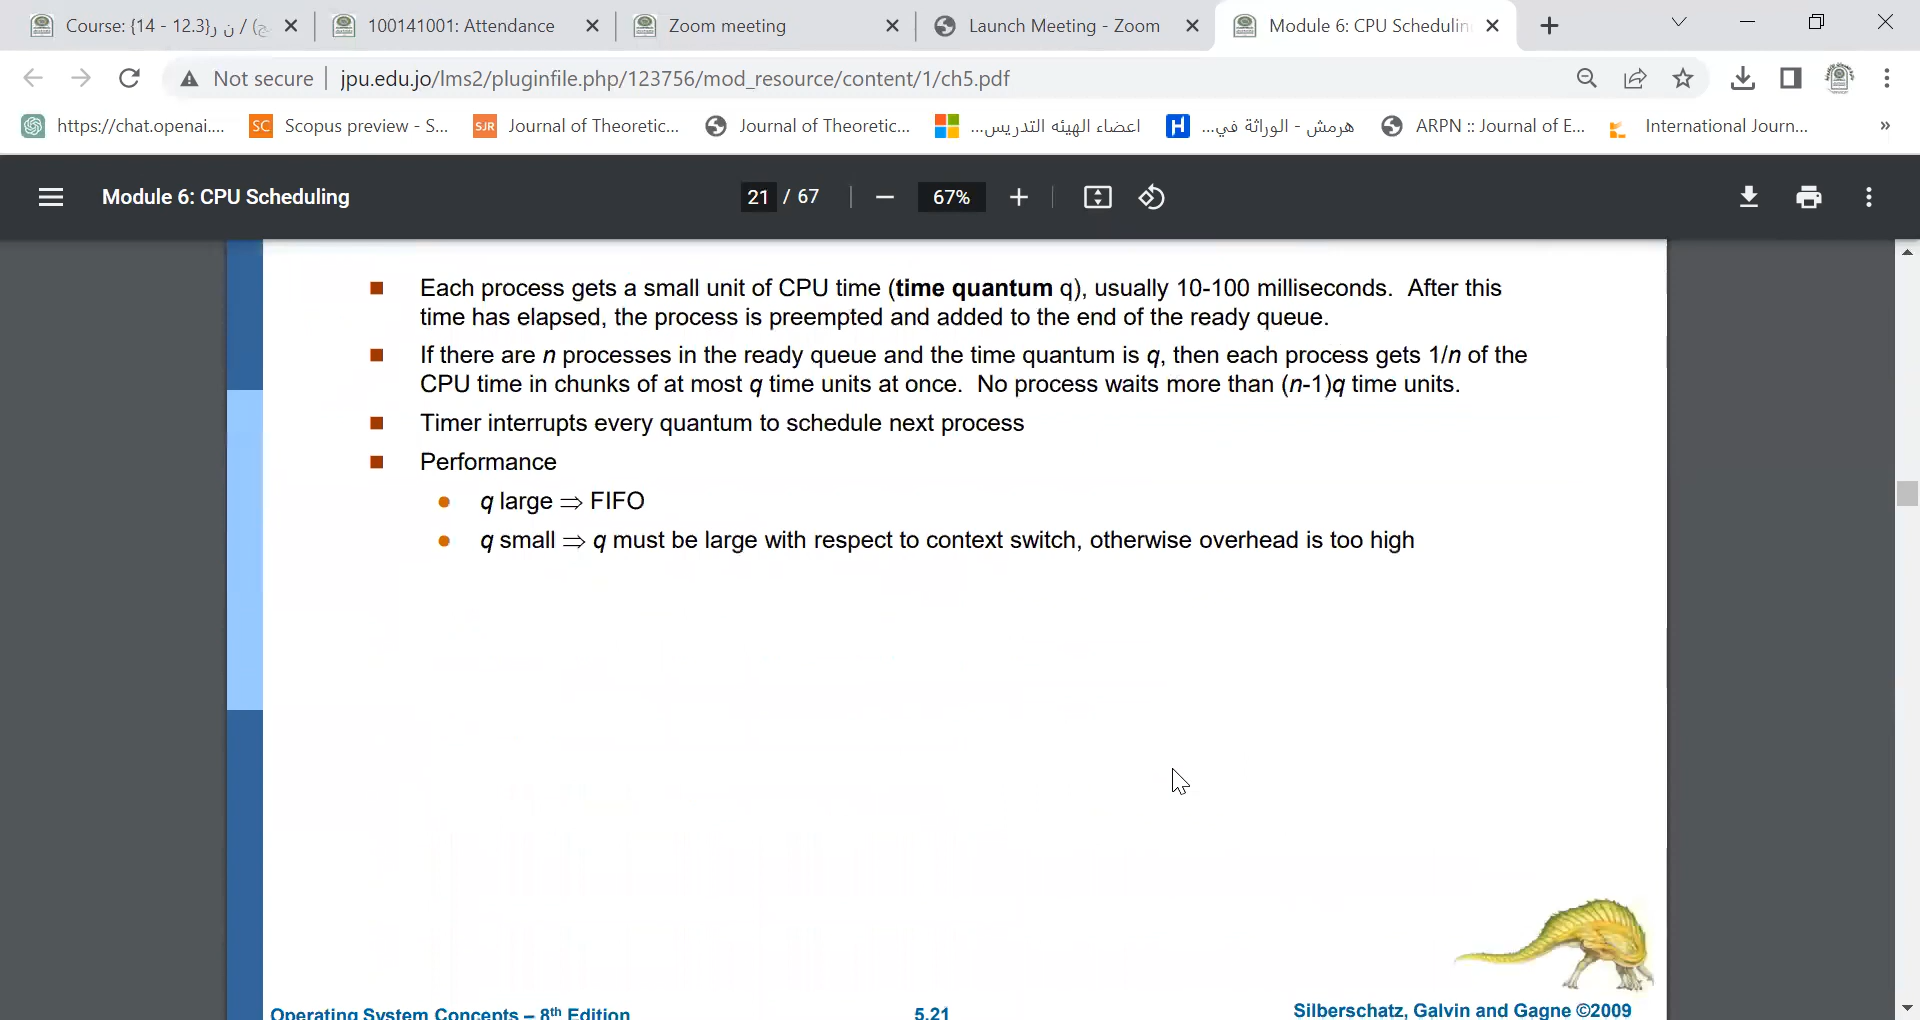 Course: {14 - 12.3} ن ر / (ج
100141001: Attendance
Zoom meeting
Launch Meeting - Zoom
Module 6: CPU Schedulin
Not secure
jpu.edu.jo/lms2/pluginfile.php/123756/mod_resource/content/1/ch5.pdf
https://chat.openai....
SC Scopus preview - S...
SJR Journal of Theoretic...
Journal of Theoretic...
اعضاء الهيئه التدريس...
H هرمش - الوراثة في...
ARPN :: Journal of E...
International Journ...
»
Module 6: CPU Scheduling
21 / 67
67%
Each process gets a small unit of CPU time (time quantum q), usually 10-100 milliseconds. After this
time has elapsed, the process is preempted and added to the end of the ready queue.
If there are n processes in the ready queue and the time quantum is q, then each process gets 1/n of the
CPU time in chunks of at most q time units at once. No process waits more than (n-1)q time units.
Timer interrupts every quantum to schedule next process
Performance
q large ⇒ FIFO
q small ⇒ q must be large with respect to context switch, otherwise overhead is too high
Operating System Concepts – 8th Edition
5.21
Silberschatz, Galvin and Gagne ©2009